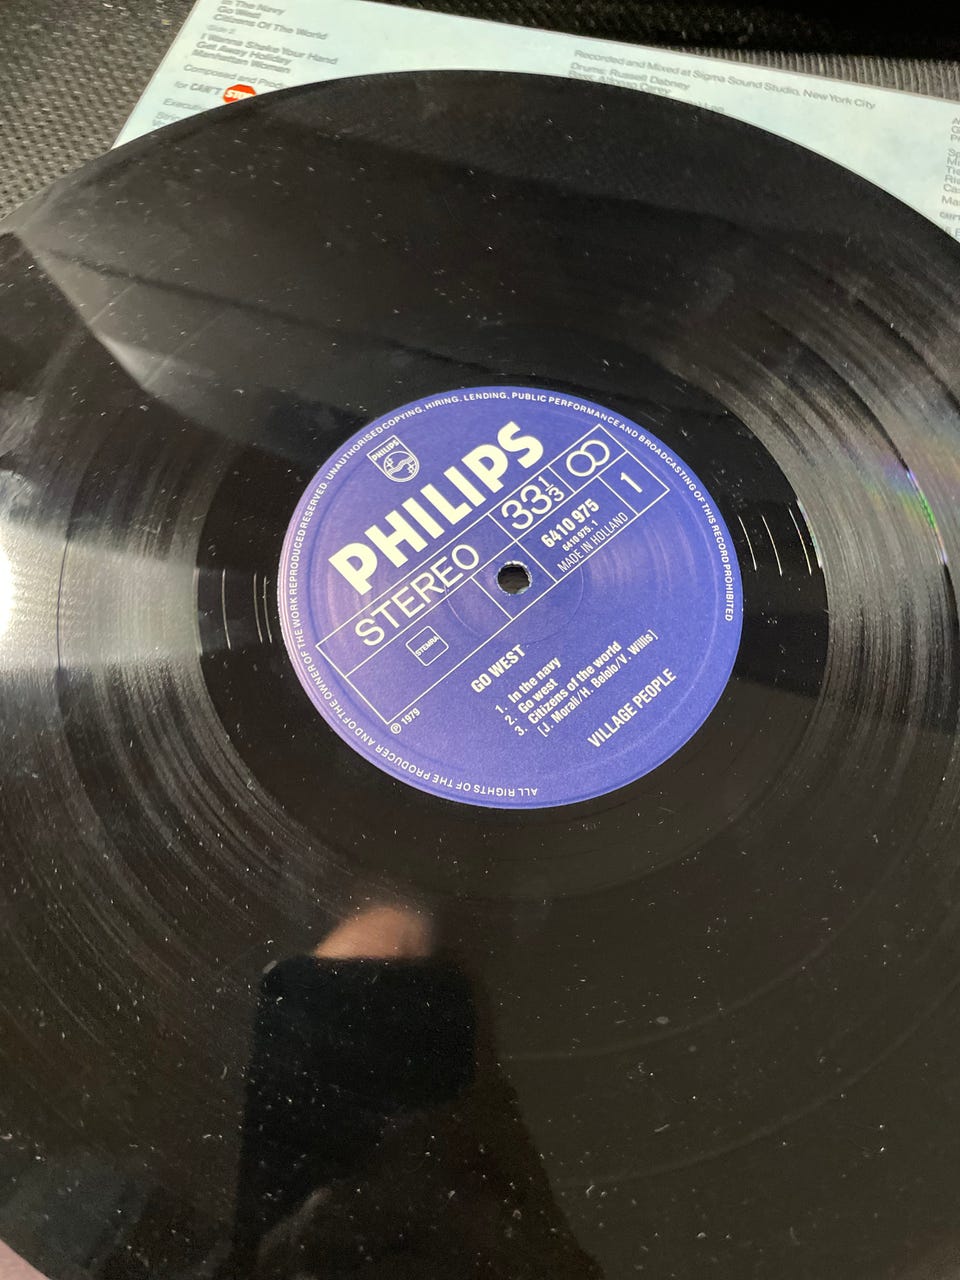 In The Navy
Go West
Citizens Of The World
Side 2
I Wanna Shake Your Hand
Get Away Holiday
Manhattan Woman
Composed and
for CAN'T
Recorded and Mixed at Sigma Sound Studio, New York City
Drums: Russell Dabney
Bass: Alfonso Carey
PHILIPS
PHILIPS
STEREO
33⅓
6410 975
6410 975. 1
MADE IN HOLLAND
1
STEMRA
℗ 1979
GO WEST
1. In the navy
2. Go west
3. Citizens of the world
[J. Morali/H. Belolo/V. Willis]
VILLAGE PEOPLE
ALL RIGHTS OF THE PRODUCER AND OF THE OWNER OF THE WORK REPRODUCED RESERVED. UNAUTHORISED COPYING, HIRING, LENDING, PUBLIC PERFORMANCE AND BROADCASTING OF THIS RECORD PROHIBITED